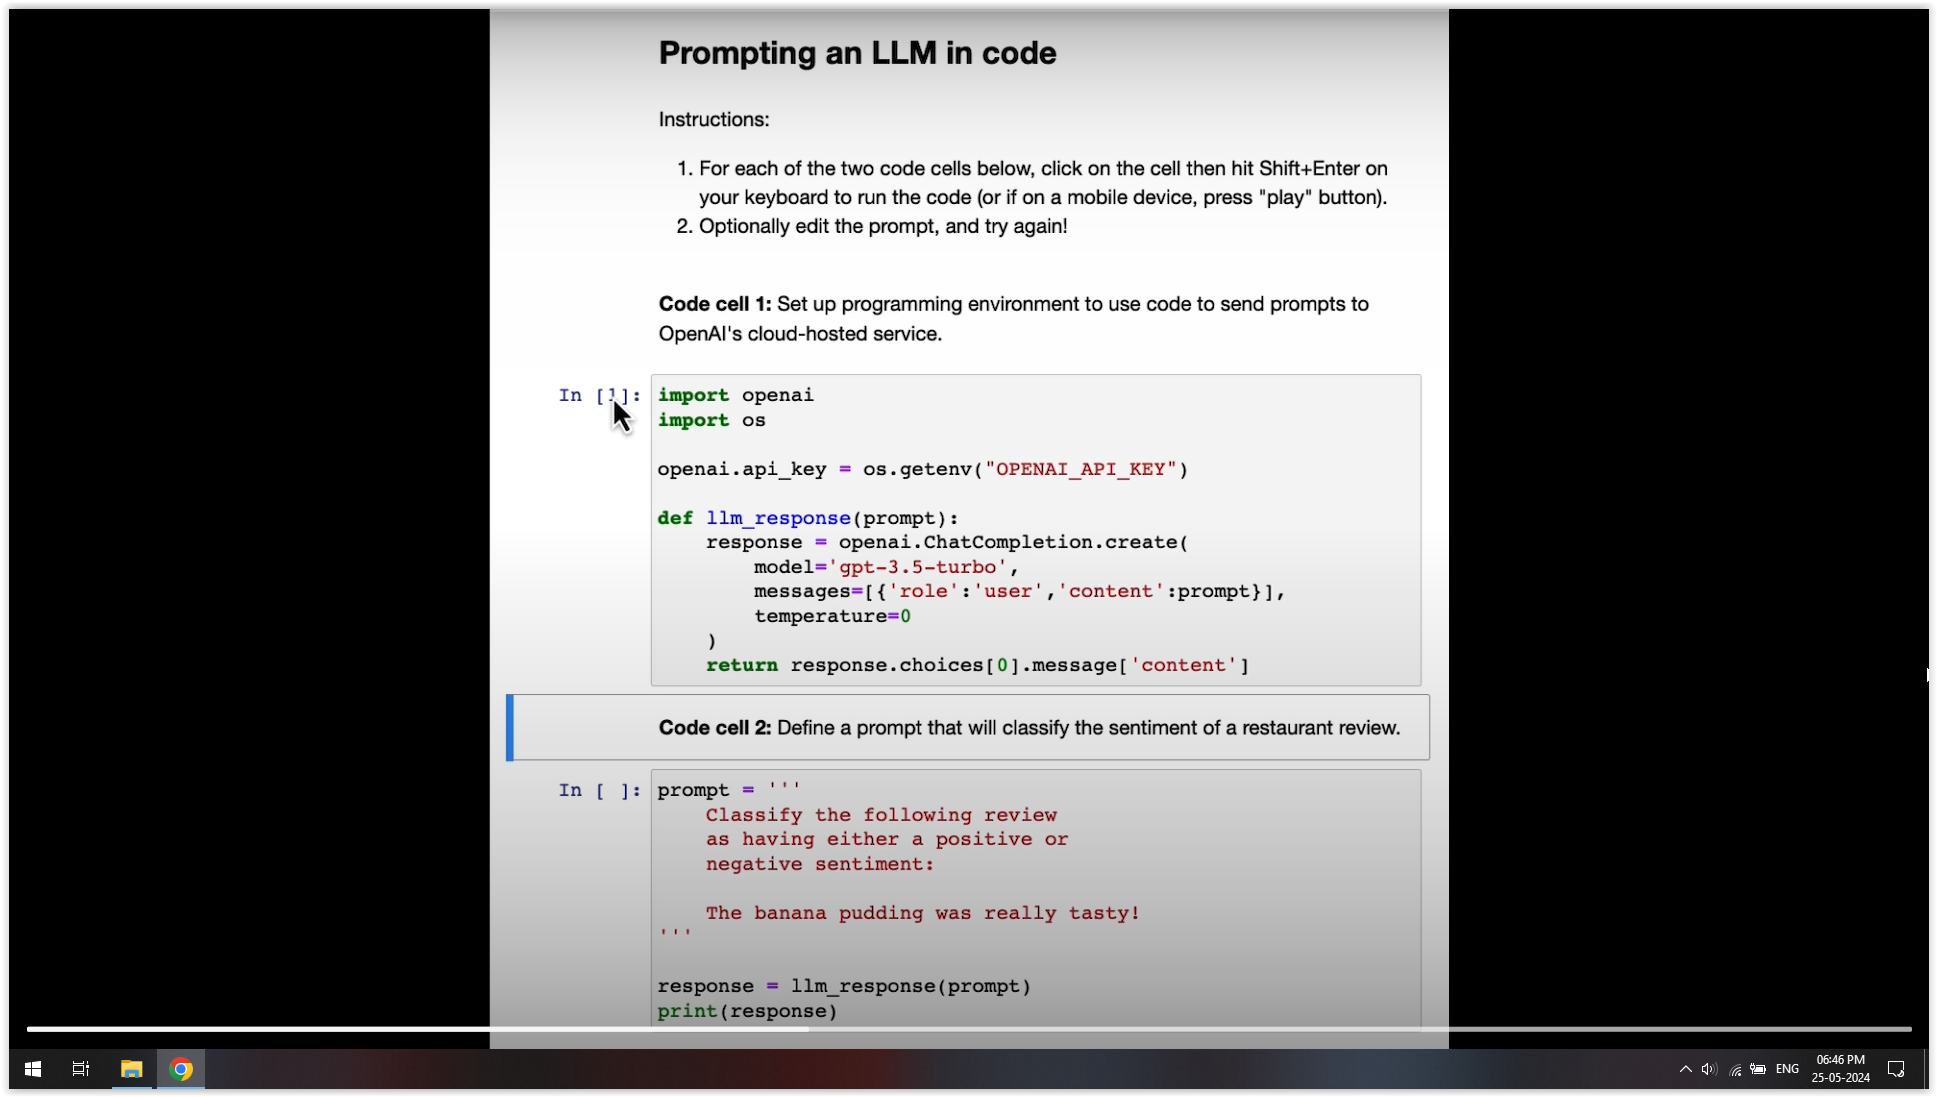 Prompting an LLM in code
Instructions:
1. For each of the two code cells below, click on the cell then hit Shift+Enter on
your keyboard to run the code (or if on a mobile device, press "play" button).
2. Optionally edit the prompt, and try again!
Code cell 1: Set up programming environment to use code to send prompts to
OpenAI's cloud-hosted service.
In [1]:
import openai
import os
openai.api_key = os.getenv("OPENAI_API_KEY")
def llm_response(prompt):
    response = openai.ChatCompletion.create(
        model='gpt-3.5-turbo',
        messages=[{'role':'user','content':prompt}],
        temperature=0
    )
    return response.choices[0].message['content']
Code cell 2: Define a prompt that will classify the sentiment of a restaurant review.
In [ ]:
prompt = '''
    Classify the following review
    as having either a positive or
    negative sentiment:
    The banana pudding was really tasty!
'''
response = llm_response(prompt)
print(response)
ENG
06:46 PM
25-05-2024